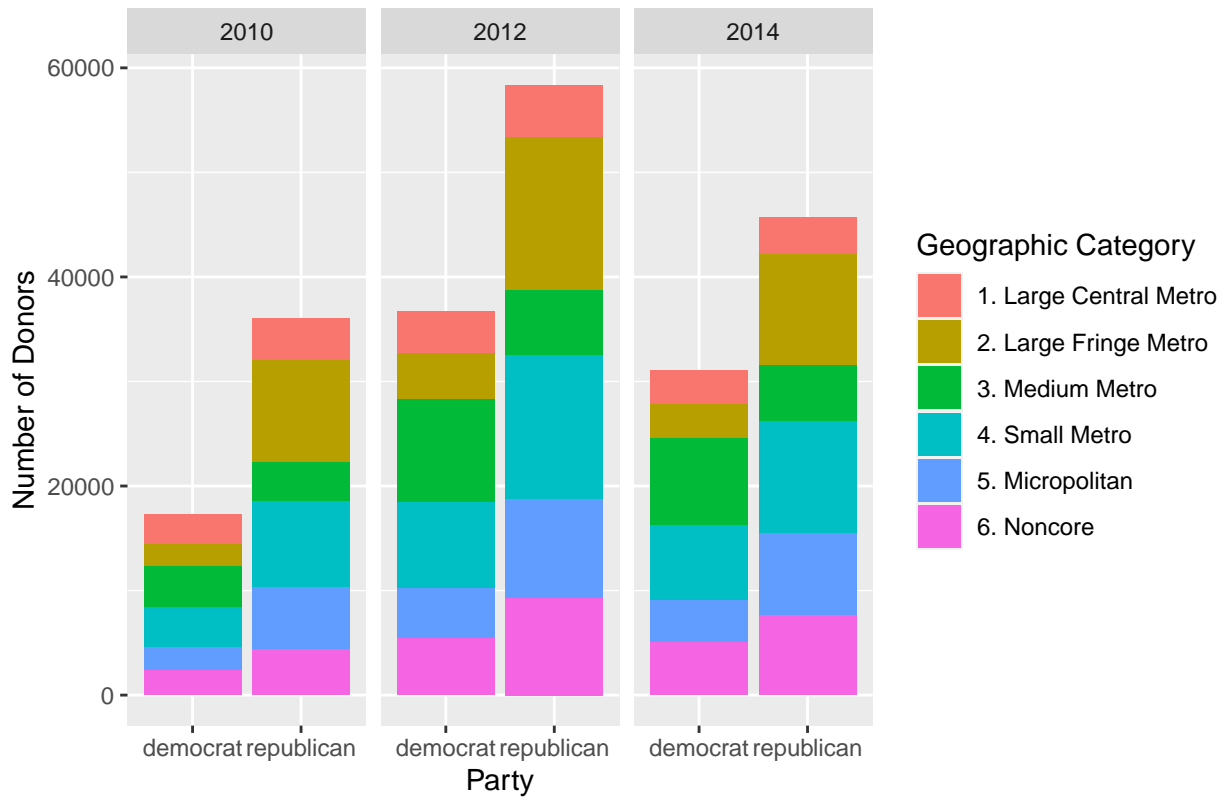 2010 2012 2014
60000
40000
20000
0
Number of Donors
democrat republican democrat republican democrat republican
Party
Geographic Category
1. Large Central Metro
2. Large Fringe Metro
3. Medium Metro
4. Small Metro
5. Micropolitan
6. Noncore